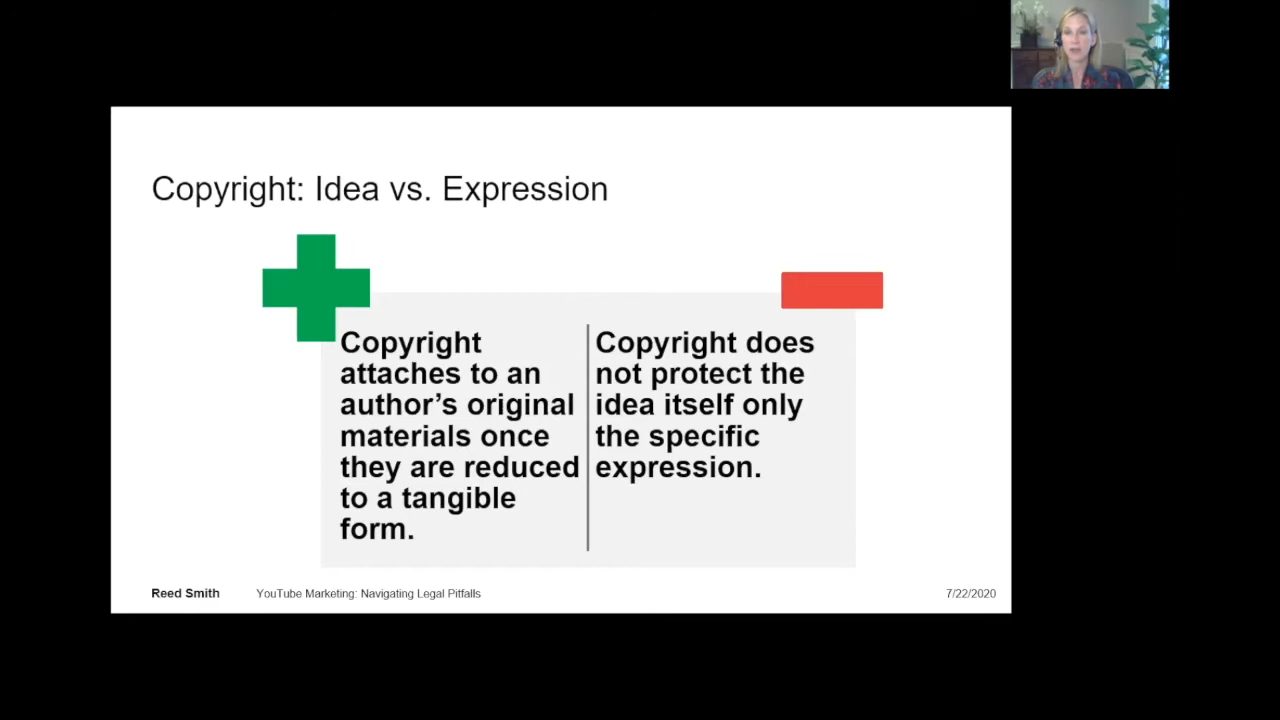 Copyright: Idea vs. Expression
Copyright
attaches to an
author’s original
materials once
they are reduced
to a tangible
form.
Copyright does
not protect the
idea itself only
the specific
expression.
Reed Smith
YouTube Marketing: Navigating Legal Pitfalls
7/22/2020